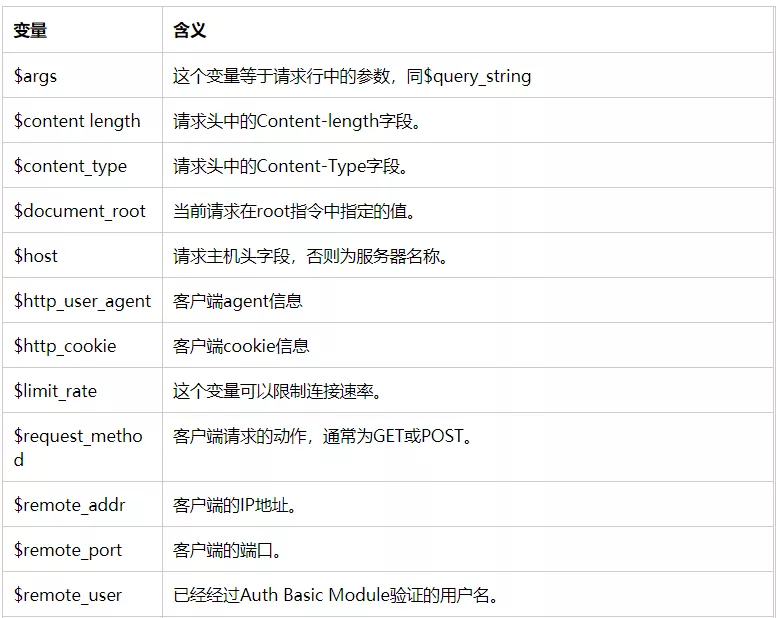 变量 含义
$args 这个变量等于请求行中的参数，同$query_string
$content length 请求头中的Content-length字段。
$content_type 请求头中的Content-Type字段。
$document_root 当前请求在root指令中指定的值。
$host 请求主机头字段，否则为服务器名称。
$http_user_agent 客户端agent信息
$http_cookie 客户端cookie信息
$limit_rate 这个变量可以限制连接速率。
$request_metho 客户端请求的动作，通常为GET或POST。
d
$remote_addr 客户端的IP地址。
$remote_port 客户端的端口。
$remote_user 已经经过Auth Basic Module验证的用户名。